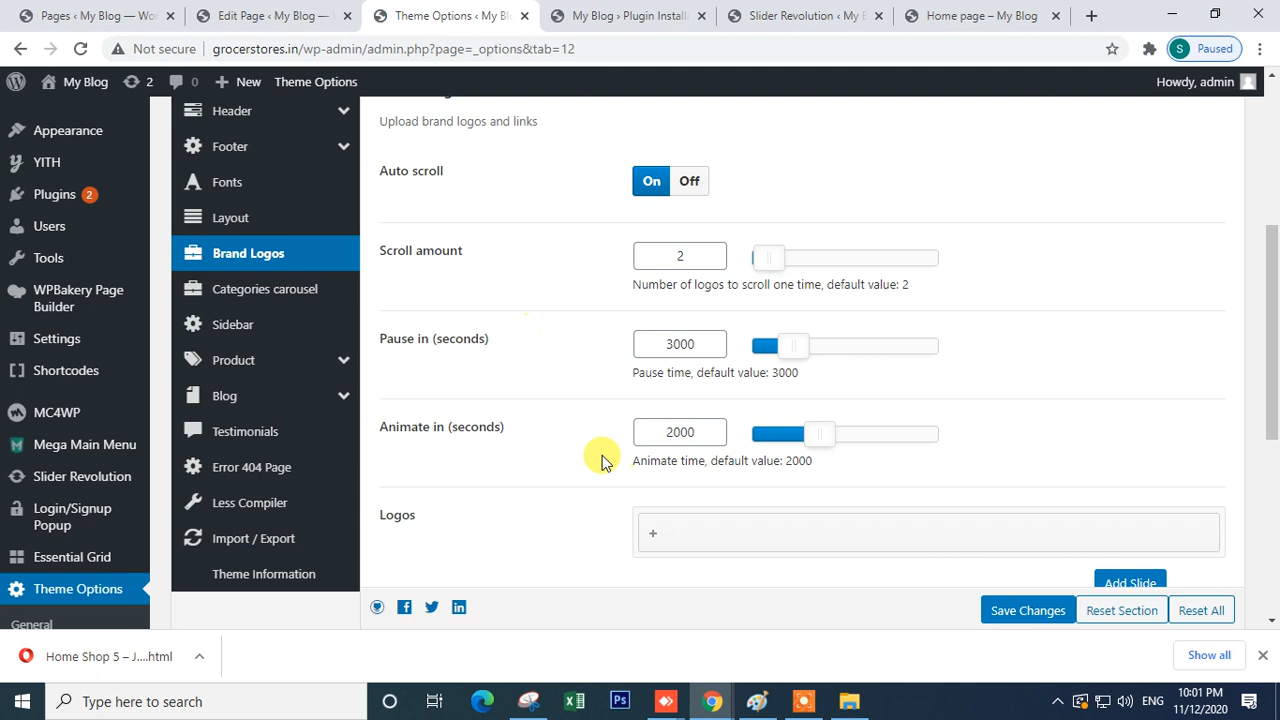 Pages ‹ My Blog — Wor
Edit Page ‹ My Blog — W
Theme Options ‹ My Blo
My Blog › Plugin Install
Slider Revolution ‹ My B
Home page – My Blog
Not secure
grocerstores.in/wp-admin/admin.php?page=_options&tab=12
S
Paused
My Blog
2
0
New
Theme Options
Howdy, admin
Appearance
YITH
Plugins 2
Users
Tools
WPBakery Page
Builder
Settings
Shortcodes
MC4WP
Mega Main Menu
Slider Revolution
Login/Signup
Popup
Essential Grid
Theme Options
General
Header
Footer
Fonts
Layout
Brand Logos
Categories carousel
Sidebar
Product
Blog
Testimonials
Error 404 Page
Less Compiler
Import / Export
Theme Information
Upload brand logos and links
Auto scroll
On Off
Scroll amount
2
Number of logos to scroll one time, default value: 2
Pause in (seconds)
3000
Pause time, default value: 3000
Animate in (seconds)
2000
Animate time, default value: 2000
Logos
+
Add Slide
Save Changes
Reset Section
Reset All
Home Shop 5 – J....html
Show all
Type here to search
Ps
ENG
10:01 PM
11/12/2020